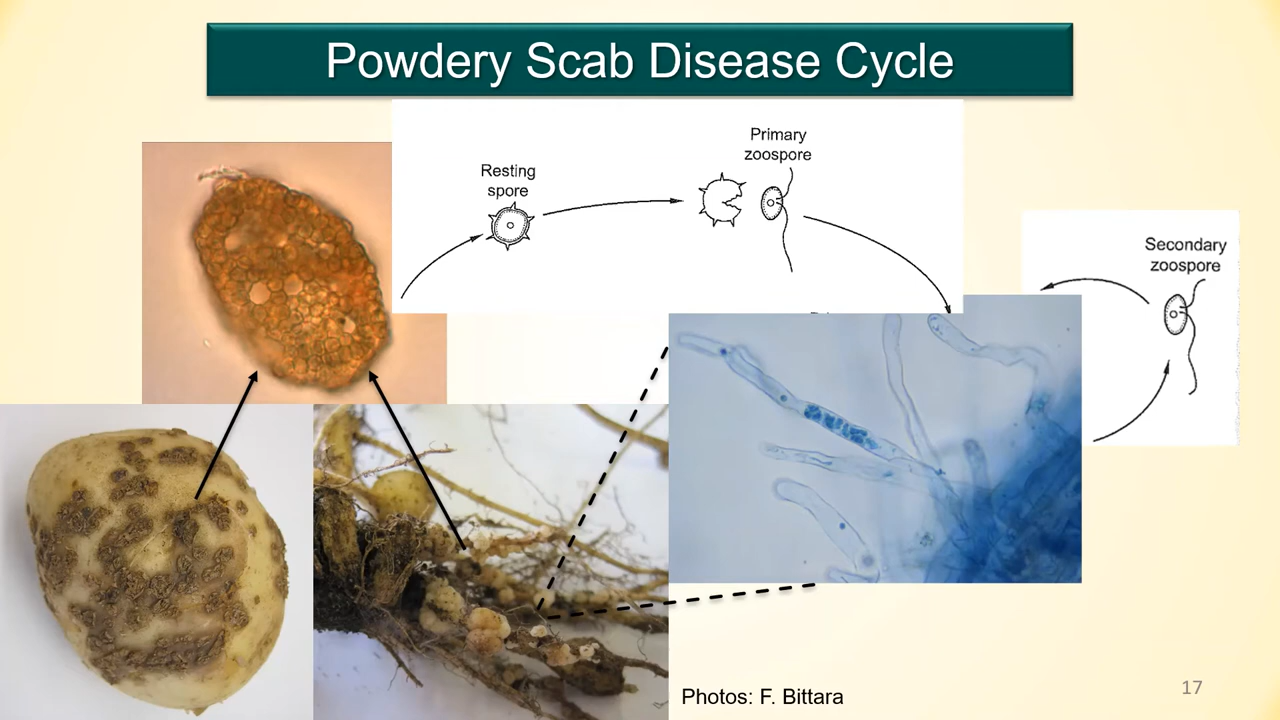 Powdery Scab Disease Cycle
Resting
spore
Primary
zoospore
Secondary
zoospore
Photos: F. Bittara
17